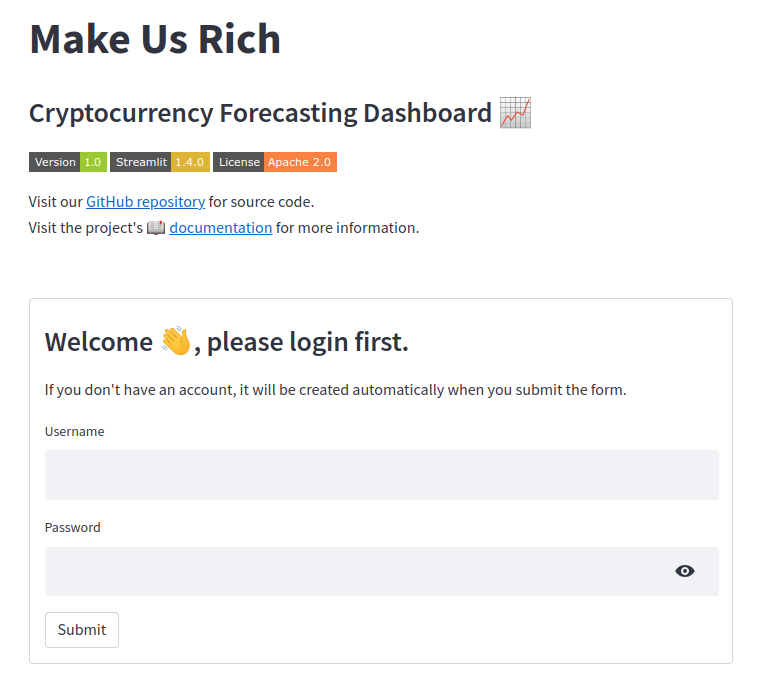 Make Us Rich
Cryptocurrency Forecasting Dashboard 📈
Version 1.0 Streamlit 1.4.0 License Apache 2.0
Visit our GitHub repository for source code.
Visit the project's 📖 documentation for more information.
Welcome 👋, please login first.
If you don't have an account, it will be created automatically when you submit the form.
Username
Password
Submit